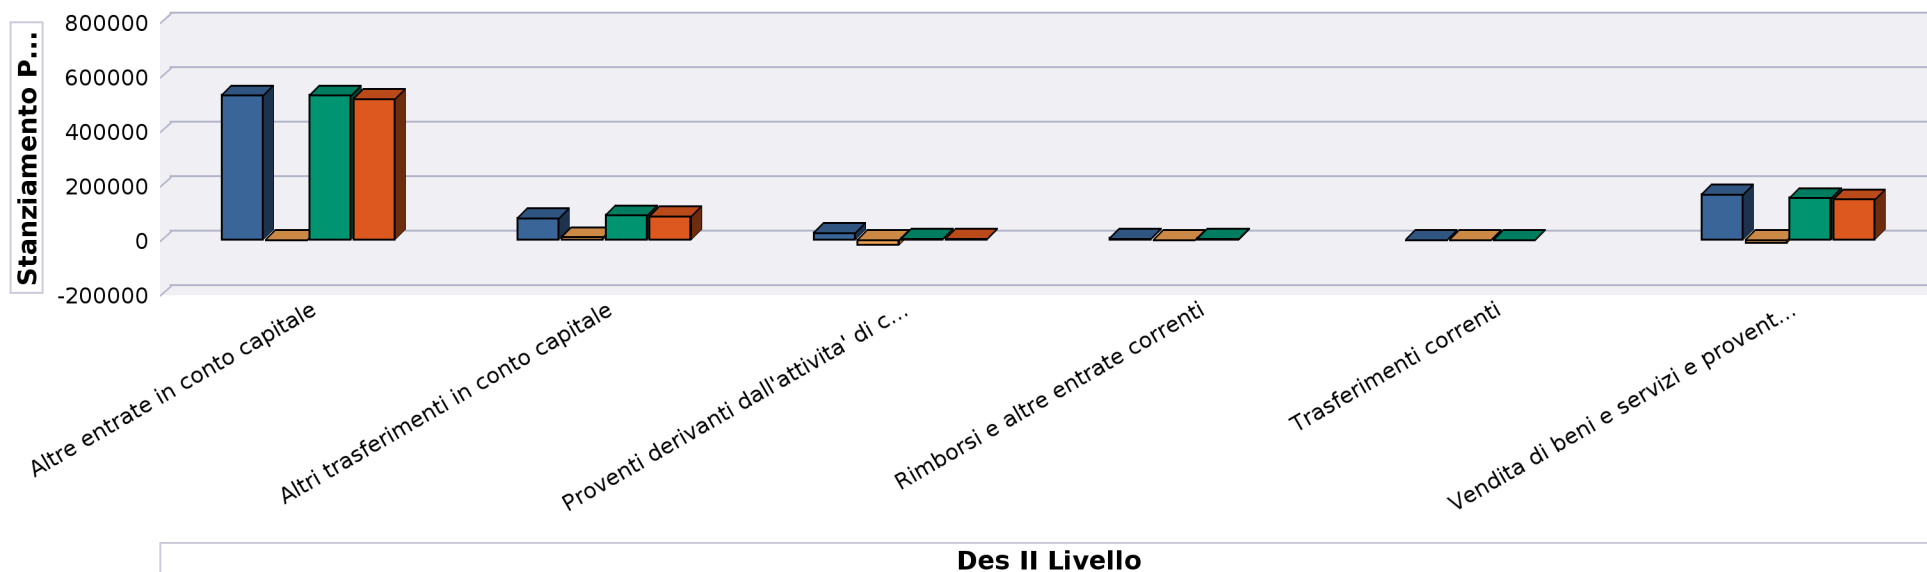 Stanziamento P...
800000
600000
400000
200000
0
-200000
Altre entrate in conto capitale
Altri trasferimenti in conto capitale
Proventi derivanti dall'attivita' di c...
Rimborsi e altre entrate correnti
Trasferimenti correnti
Vendita di beni e servizi e provent...
Des II Livello